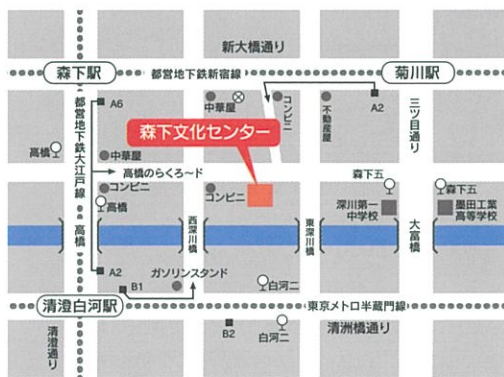 新大橋通り
森下駅
都営地下鉄新宿線
菊川駅
A6
中華屋
コンビニ
不動産屋
A2
三ツ目通り
都営地下鉄大江戸線
森下文化センター
高橋
中華屋
高橋のらくろ〜ド
コンビニ
高橋
コンビニ
森下五
深川第一
中学校
森下五
墨田工業
高等学校
高橋
西深川橋
東深川橋
大富橋
A2
ガソリンスタンド
B1
白河二
清澄白河駅
東京メトロ半蔵門線
清澄通り
B2
白河二
清洲橋通り